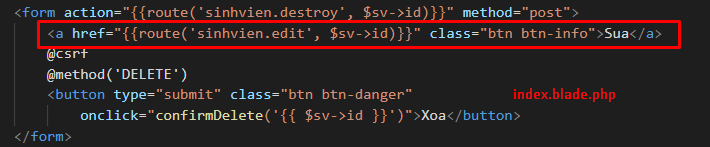 <form action="{{route('sinhvien.destroy', $sv->id)}}" method="post">
<a href="{{route('sinhvien.edit', $sv->id)}}" class="btn btn-info">Sua</a>
@csrf
@method('DELETE')
<button type="submit" class="btn btn-danger"
index.blade.php
onclick="confirmDelete('{{ $sv->id }}')">Xoa</button>
</form>